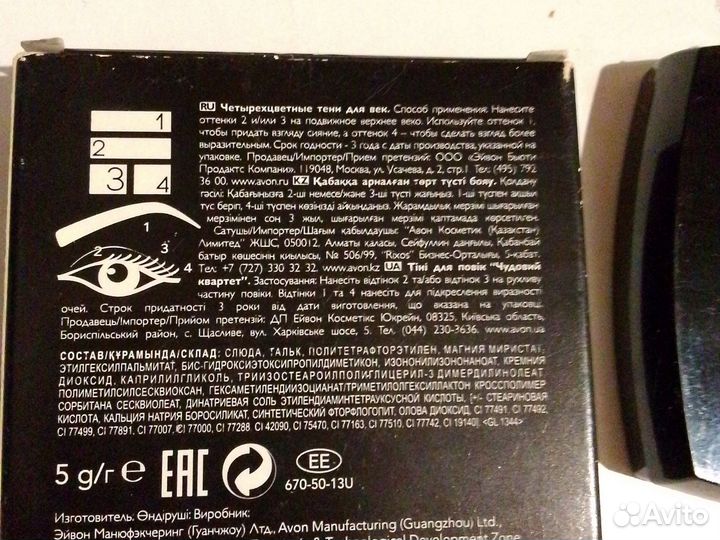 RU Четырехцветные тени для век. Способ применения: Нанесите
1
оттенки 2 и/или 3 на подвижное верхнее веко. Используйте оттенок 1,
чтобы придать взгляду сияние, а оттенок 4 – чтобы сделать взгляд более
2
выразительным. Срок годности - 3 года с даты производства, указанной на
упаковке. Продавец/Импортер/Прием претензий: ООО «Эйвон Бьюти
3 4
Продактс Компани», 119048, Москва, ул. Усачева, д. 2, стр.1 Тел: (495) 792
36 00. www.avon.ru KZ Қабаққа арналған төрт түсті бояу. Қолдану
тәсілі: Қабағыңызға 2-ші немесе/және 3-ші түсті жағыңыз. 1-ші түспен ашық
түс беріп, 4-ші түспен көзіңізді айқындаңыз. Жарамдылық мерзімі шығарылған
мерзімінен соң 3 жыл, шығарылған мерзімі қаптамада көрсетілген.
Сатушы/Импортер/Шағым қабылдаушы: "Авон Косметик (Қазақстан)
Лимитед" ЖШС, 050012, Алматы қаласы, Сейфуллин даңғылы, Қабанбай
батыр көшесінің қиылысы, № 506/99, "Rixos" Бизнес-Орталығы, 5-қабат.
1 2 3 4
Тел: +7 (727) 330 32 32. www.avon.kz UA Тіні для повік "Чудовий
квартет". Застосування: Нанесіть відтінок 2 та/або відтінок 3 на рухливу
частину повіки. Відтінки 1 та 4 нанесіть для підкреслення виразності
очей. Строк придатності 3 роки від дати виготовлення, що вказана на упаковці.
Продавець/Імпортер/Прийом претензій: ДП Ейвон Косметікс Юкрейн, 08325, Київська область,
Бориспільський район, с. Щасливе, вул. Харківське шосе, 5. Тел. (044) 230-3636. www.avon.ua
СОСТАВ/ҚҰРАМЫНДА/СКЛАД: СЛЮДА, ТАЛЬК, ПОЛИТЕТРАФТОРЭТИЛЕН, МАГНИЯ МИРИСТАТ,
ЭТИЛГЕКСИЛПАЛЬМИТАТ, БИС-ГИДРОКСИЭТОКСИПРОПИЛДИМЕТИКОН, ИЗОНОНИЛИЗОНОНАНОАТ, КРЕМНИЯ
ДИОКСИД, КАПРИЛИЛГЛИКОЛЬ, ТРИИЗОСТЕАРОИЛПОЛИГЛИЦЕРИЛ-3 ДИМЕРДИЛИНОЛЕАТ
ПОЛИМЕТИЛСИЛСЕСКВИОКСАН, ГЕКСАМЕТИЛЕНДИИЗОЦИАНАТ/ТРИМЕТИЛОЛГЕКСИЛЛАКТОН КРОССПОЛИМЕР
СОРБИТАНА СЕСКВИОЛЕАТ, ДИНАТРИЕВАЯ СОЛЬ ЭТИЛЕНДИАМИНТЕТРАУКСУСНОЙ КИСЛОТЫ, [+/- СТЕАРИНОВАЯ
КИСЛОТА, КАЛЬЦИЯ НАТРИЯ БОРОСИЛИКАТ, СИНТЕТИЧЕСКИЙ ФТОРФЛОГОПИТ, ОЛОВА ДИОКСИД, CI 77491, CI 77492,
CI 77499, CI 77891, CI 77007, CI 77000, CI 77288 CI 42090, CI 75470, CI 77163, CI 77510, CI 77742, CI 19140]. <GL 1344>
5 g/г e EAC EE
670-50-13U
Изготовитель. Өндіруші: Виробник:
Эйвон Манюфэкчеринг (Гуанчжоу) Лтд., Avon Manufacturing (Guangzhou) Ltd.,
& Technological Development Zone
Avito